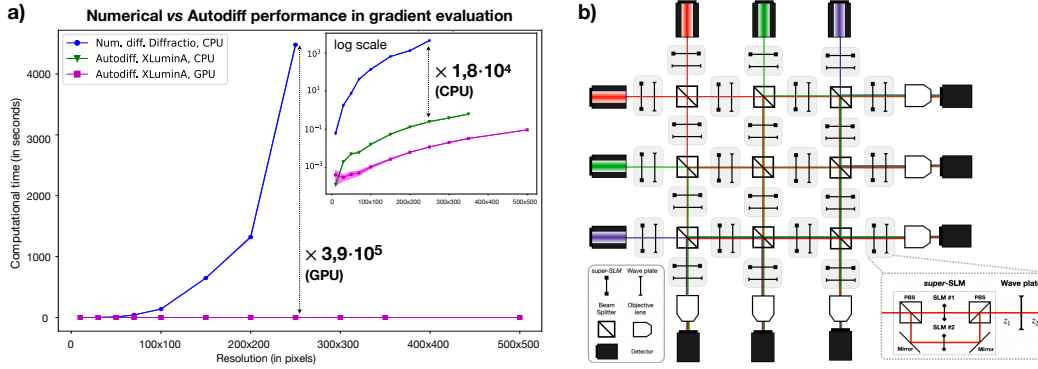 a)
Numerical vs Autodiff performance in gradient evaluation
Num. diff. Diffractio, CPU
Autodiff. XLuminA, CPU
Autodiff. XLuminA, GPU
log scale
10³
10¹
10⁻¹
10⁻³
× 1,8·10⁴
(CPU)
0
100x100
200x200
300x300
400x400
500x500
× 3,9·10⁵
(GPU)
Computational time (in seconds)
4000
3000
2000
1000
0
100x100
200x200
300x300
400x400
500x500
Resolution (in pixels)
b)
super-SLM
Wave plate
Beam
Splitter
Objective
lens
Detector
super-SLM
Wave plate
PBS
SLM #1
PBS
SLM #2
Mirror
Mirror
z1
z2